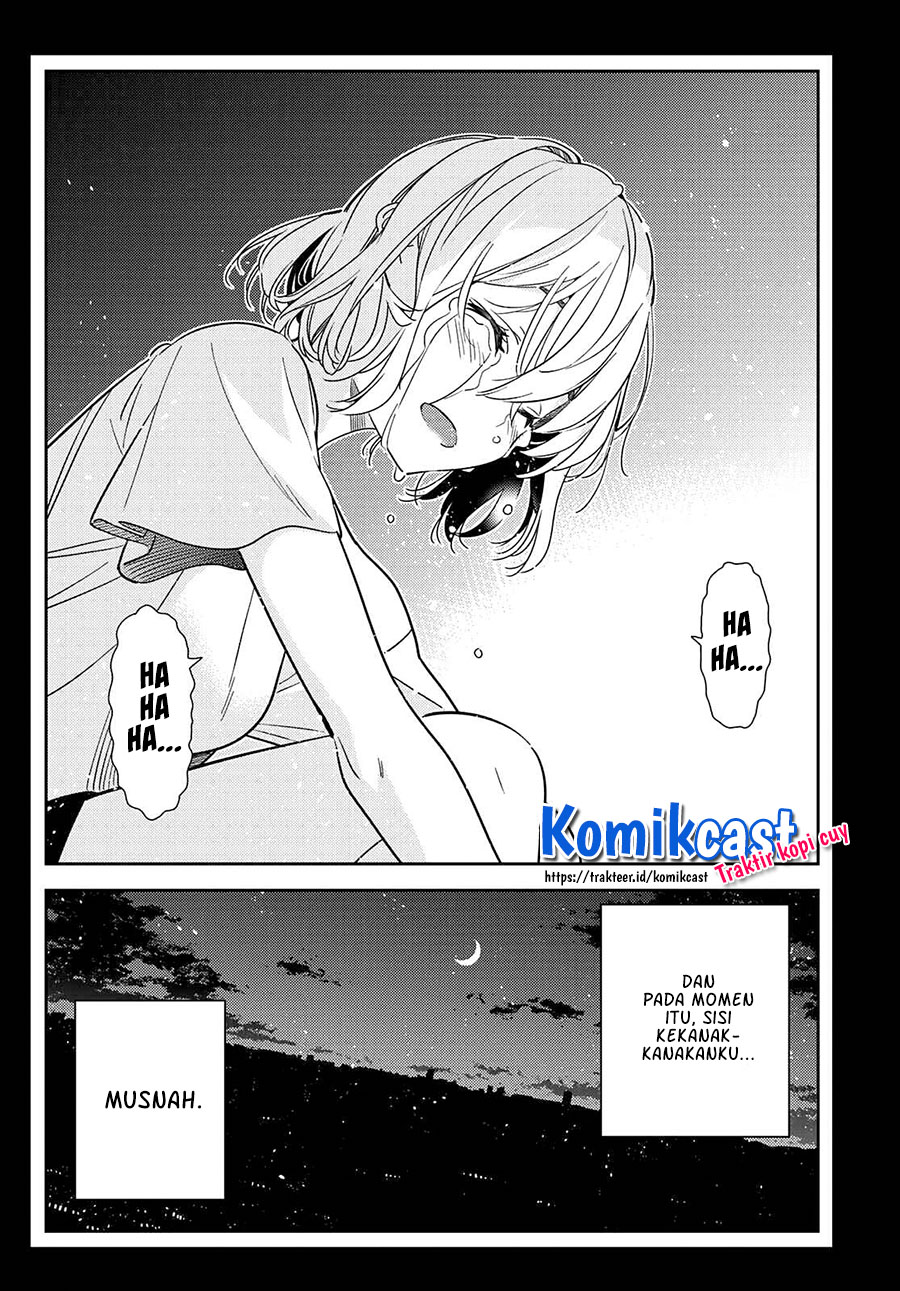 HA
HA...
HA
HA
HA...
Komikcast
Traktir kopi cuy
https://trakteer.id/komikcast
DAN
PADA MOMEN
ITU, SISI
KEKANAK-
KANAKANKU...
MUSNAH.